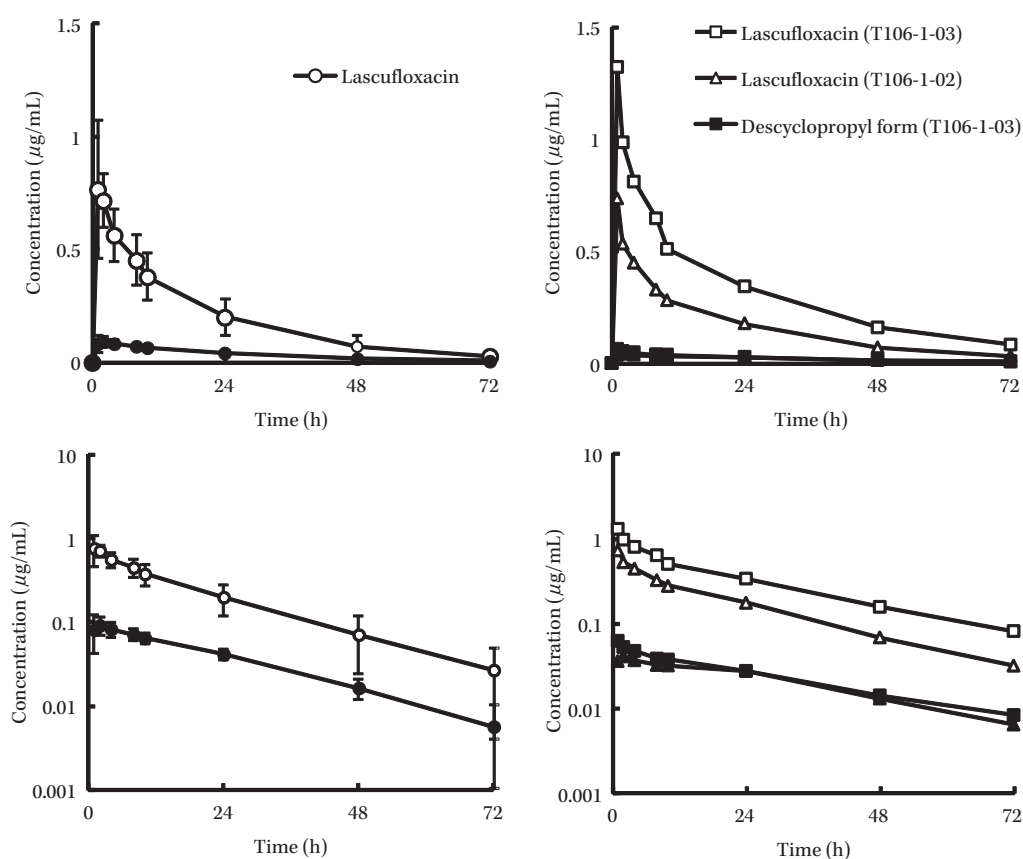 1.5
1
0.5
0
Concentration (μg/mL)
Lascufloxacin
0 24 48 72
Time (h)
1.5
1
0.5
0
Concentration (μg/mL)
Lascufloxacin (T106-1-03)
Lascufloxacin (T106-1-02)
Descyclopropyl form (T106-1-03)
0 24 48 72
Time (h)
10
1
0.1
0.01
0.001
Concentration (μg/mL)
0 24 48 72
Time (h)
10
1
0.1
0.01
0.001
Concentration (μg/mL)
0 24 48 72
Time (h)